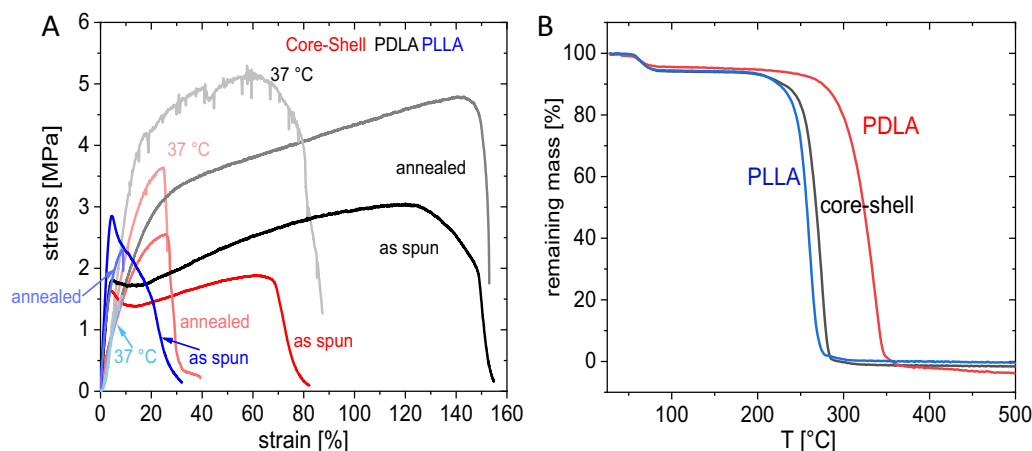 A
Core-Shell PDLA PLLA
37 °C
37 °C
annealed
as spun
annealed
annealed
37 °C
as spun
as spun
stress [MPa]
6
5
4
3
2
1
0
0 20 40 60 80 100 120 140 160
strain [%]
B
PDLA
PLLA
core-shell
remaining mass [%]
100
80
60
40
20
0
100 200 300 400 500
T [°C]